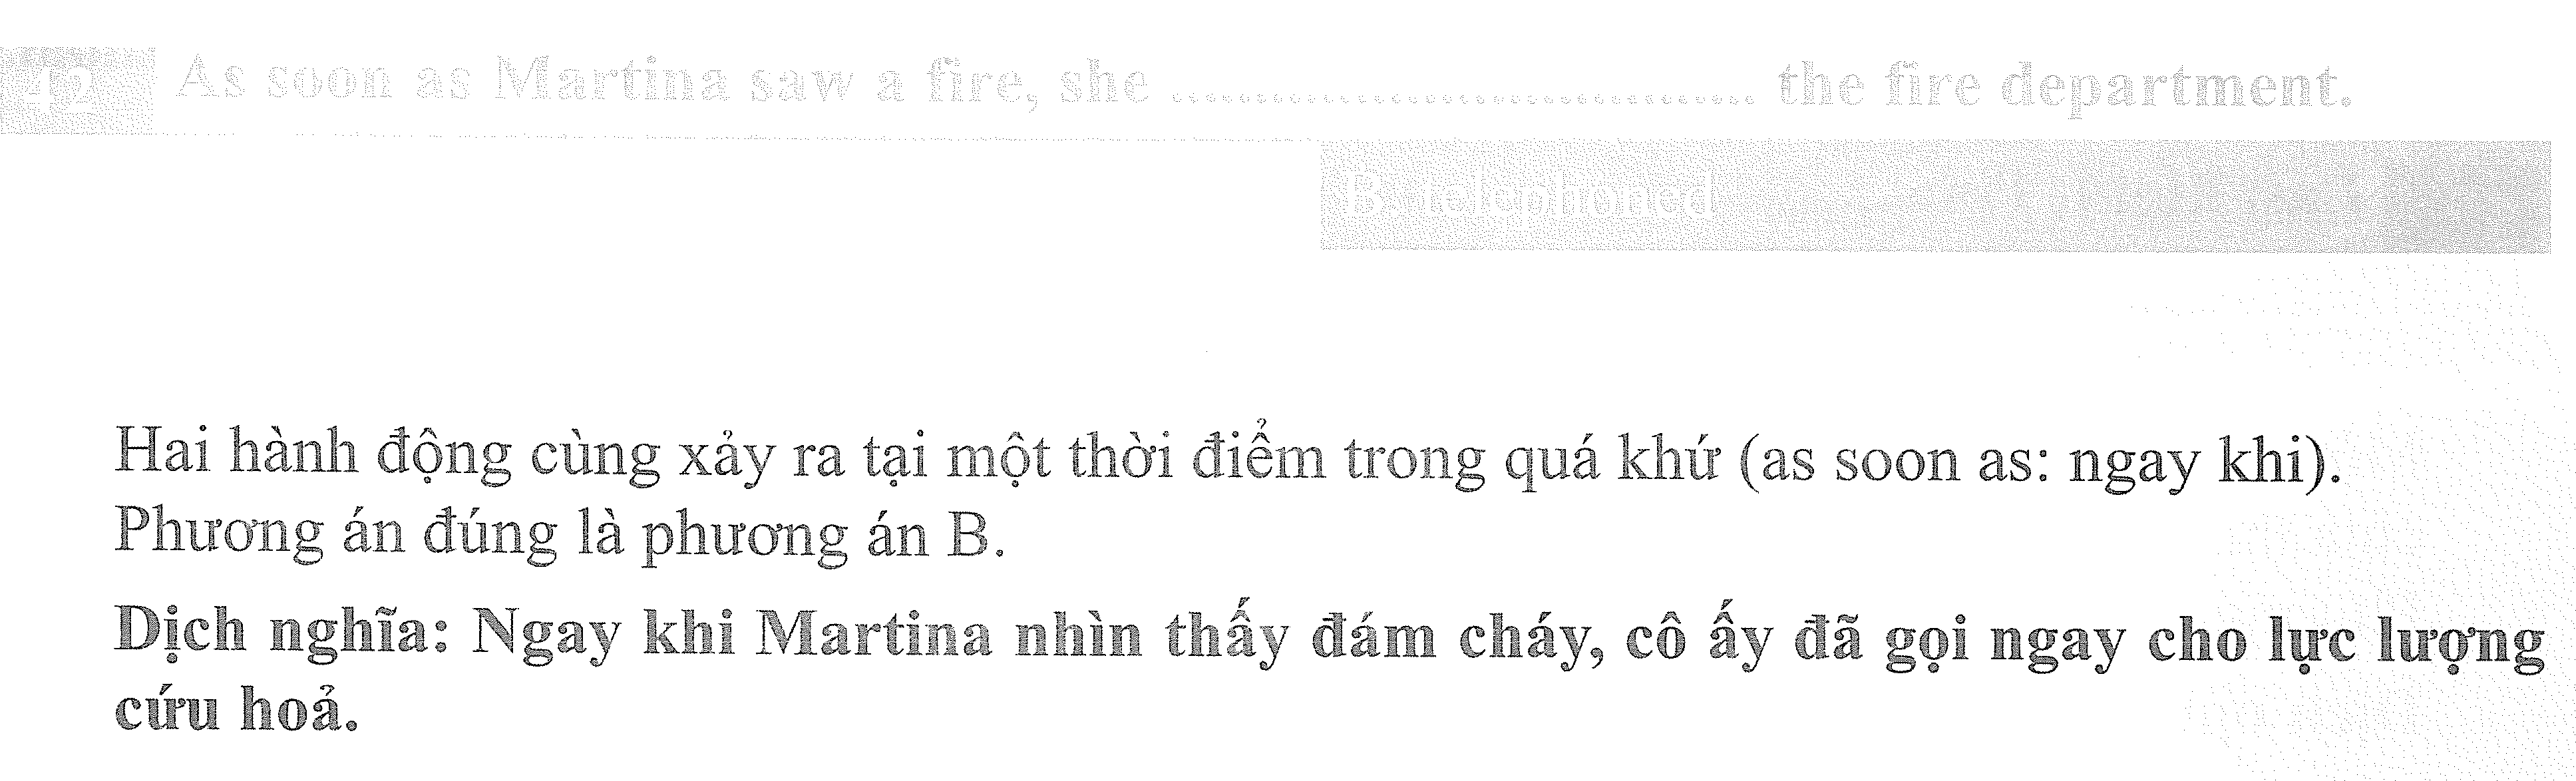 42 As soon as Martina saw a fire, she .................................... the fire department.
B. telephoned
Hai hành động cùng xảy ra tại một thời điểm trong quá khứ (as soon as: ngay khi).
Phương án đúng là phương án B.
Dịch nghĩa: Ngay khi Martina nhìn thấy đám cháy, cô ấy đã gọi ngay cho lực lượng
cứu hoả.